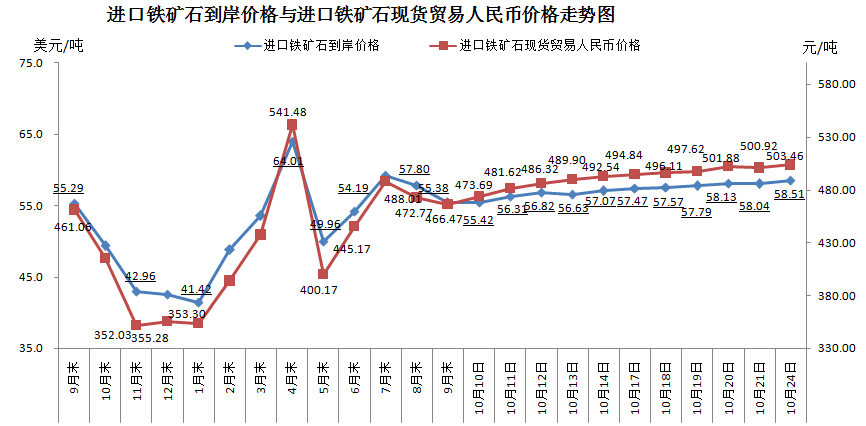 进口铁矿石到岸价格与进口铁矿石现货贸易人民币价格走势图
美元/吨
进口铁矿石到岸价格
进口铁矿石现货贸易人民币价格
元/吨
75.0
65.0
55.0
45.0
35.0
580.00
530.00
480.00
430.00
380.00
330.00
55.29
42.96
41.42
64.01
49.96
54.19
57.80
55.38
55.42
56.31
56.82
56.63
57.07
57.47
57.57
57.79
58.13
58.04
58.51
461.06
352.03
355.28
353.30
541.48
400.17
445.17
488.01
472.77
466.47
473.69
481.62
486.32
489.90
492.54
494.84
496.11
497.62
501.88
500.92
503.46
9月末
10月末
11月末
12月末
1月末
2月末
3月末
4月末
5月末
6月末
7月末
8月末
9月末
10月10日
10月11日
10月12日
10月13日
10月14日
10月17日
10月18日
10月19日
10月20日
10月21日
10月24日